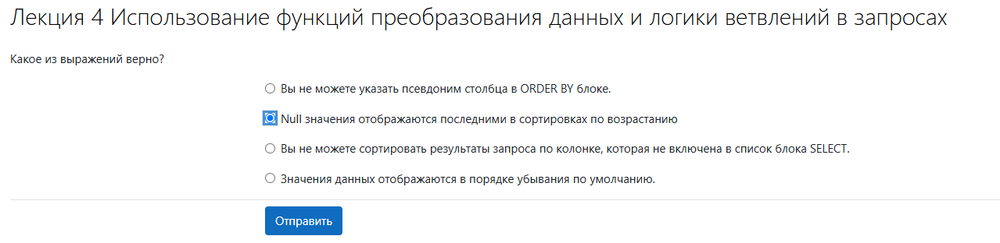 Лекция 4 Использование функций преобразования данных и логики ветвлений в запросах
Какое из выражений верно?
Вы не можете указать псевдоним столбца в ORDER BY блоке.
Null значения отображаются последними в сортировках по возрастанию
Вы не можете сортировать результаты запроса по колонке, которая не включена в список блока SELECT.
Значения данных отображаются в порядке убывания по умолчанию.
Отправить